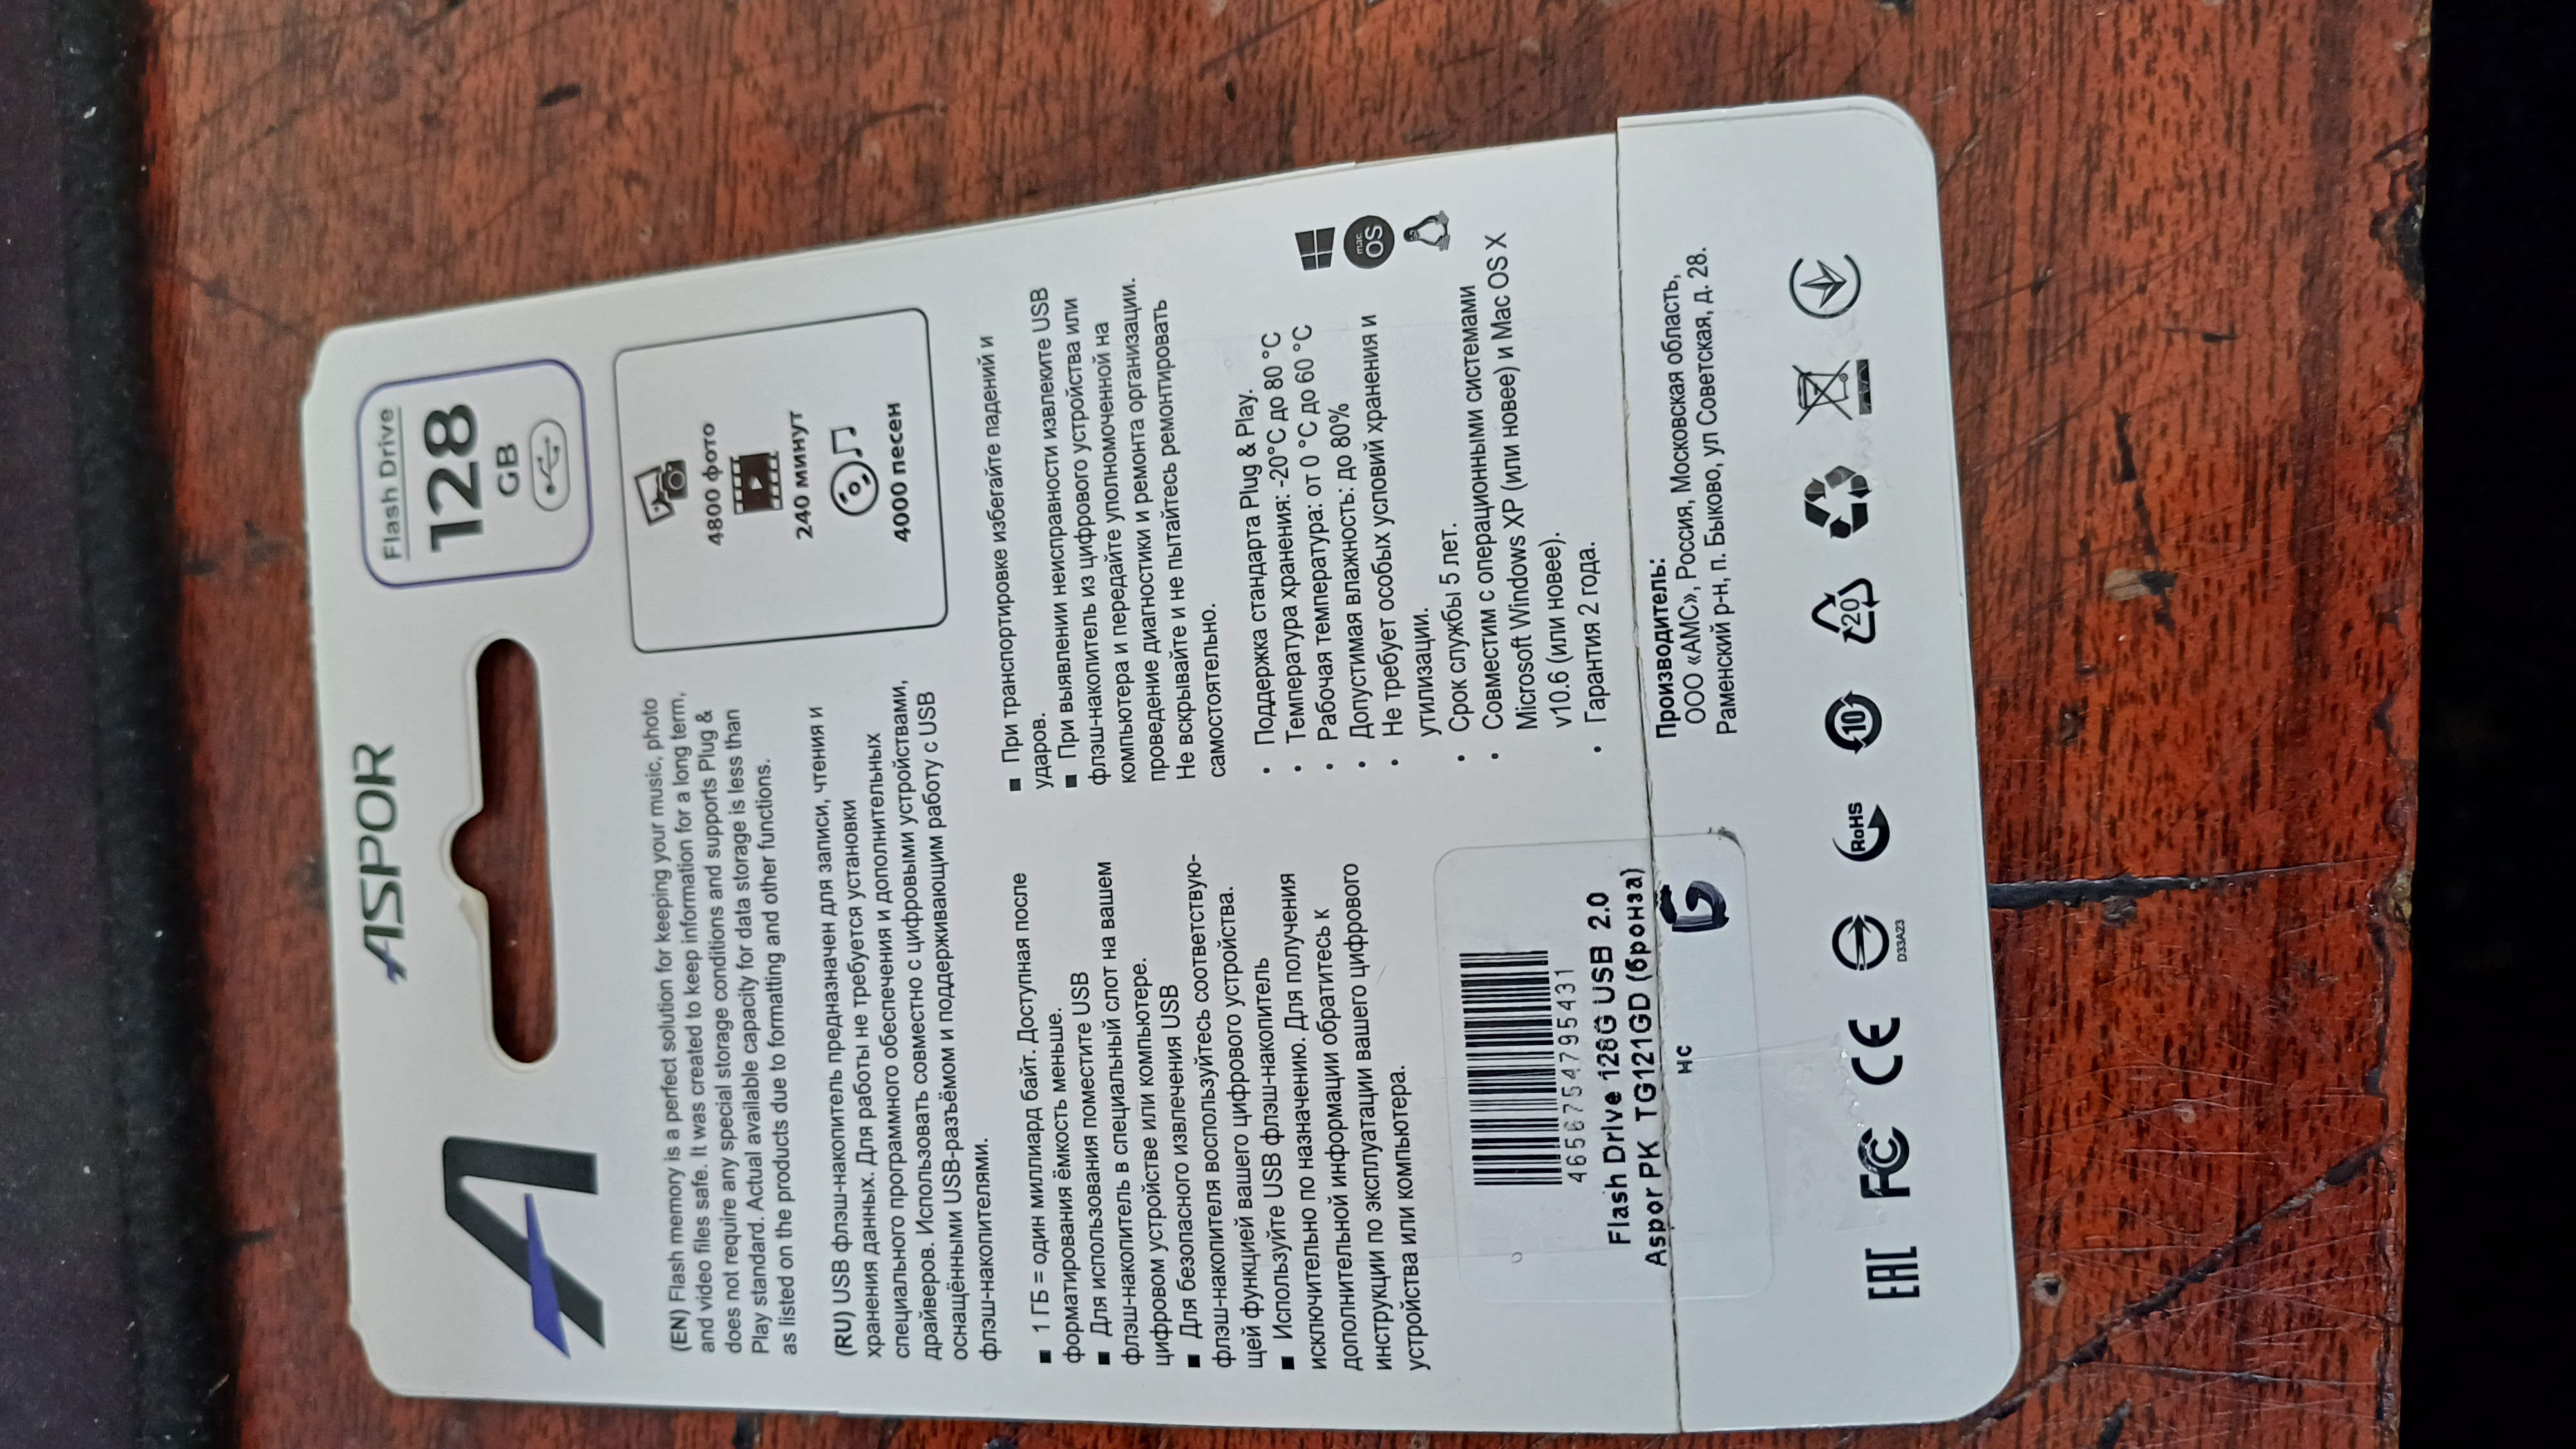 ASPOR
Flash Drive
128
GB
(EN) Flash memory is a perfect solution for keeping your music, photo
and video files safe. It was created to keep information for a long term,
does not require any special storage conditions and supports Plug &
Play standard. Actual available capacity for data storage is less than
as listed on the products due to formatting and other functions.
4800 фото
240 минут
4000 песен
(RU) USB флэш-накопитель предназначен для записи, чтения и
хранения данных. Для работы не требуется установки
специального программного обеспечения и дополнительных
драйверов. Использовать совместно с цифровыми устройствами,
оснащёнными USB-разъёмом и поддерживающим работу с USB
флэш-накопителями.
■ 1 ГБ = один миллиард байт. Доступная после
форматирования ёмкость меньше.
■ Для использования поместите USB
флэш-накопитель в специальный слот на вашем
цифровом устройстве или компьютере.
■ Для безопасного извлечения USB
флэш-накопителя воспользуйтесь соответствую-
щей функцией вашего цифрового устройства.
■ Используйте USB флэш-накопитель
исключительно по назначению. Для получения
дополнительной информации обратитесь к
инструкции по эксплуатации вашего цифрового
устройства или компьютера.
■ При транспортировке избегайте падений и
ударов.
■ При выявлении неисправности извлеките USB
флэш-накопитель из цифрового устройства или
компьютера и передайте уполномоченной на
проведение диагностики и ремонта организации.
Не вскрывайте и не пытайтесь ремонтировать
самостоятельно.
• Поддержка стандарта Plug & Play.
• Температура хранения: -20°С до 80 °С
• Рабочая температура: от 0 °С до 60 °С
• Допустимая влажность: до 80%
• Не требует особых условий хранения и
утилизации.
• Срок службы 5 лет.
• Совместим с операционными системами
Microsoft Windows XP (или новее) и Mac OS X
v10.6 (или новее).
• Гарантия 2 года.
mac
OS
4656754795431
Flash Drive 128G USB 2.0
Aspor PK TG121GD (бронза)
нс
Б
Производитель:
ООО «АМС», Россия, Московская область,
Раменский р-н, п. Быково, ул Советская, д. 28.
EAC FC CE
D33A23
RoHS
10
20